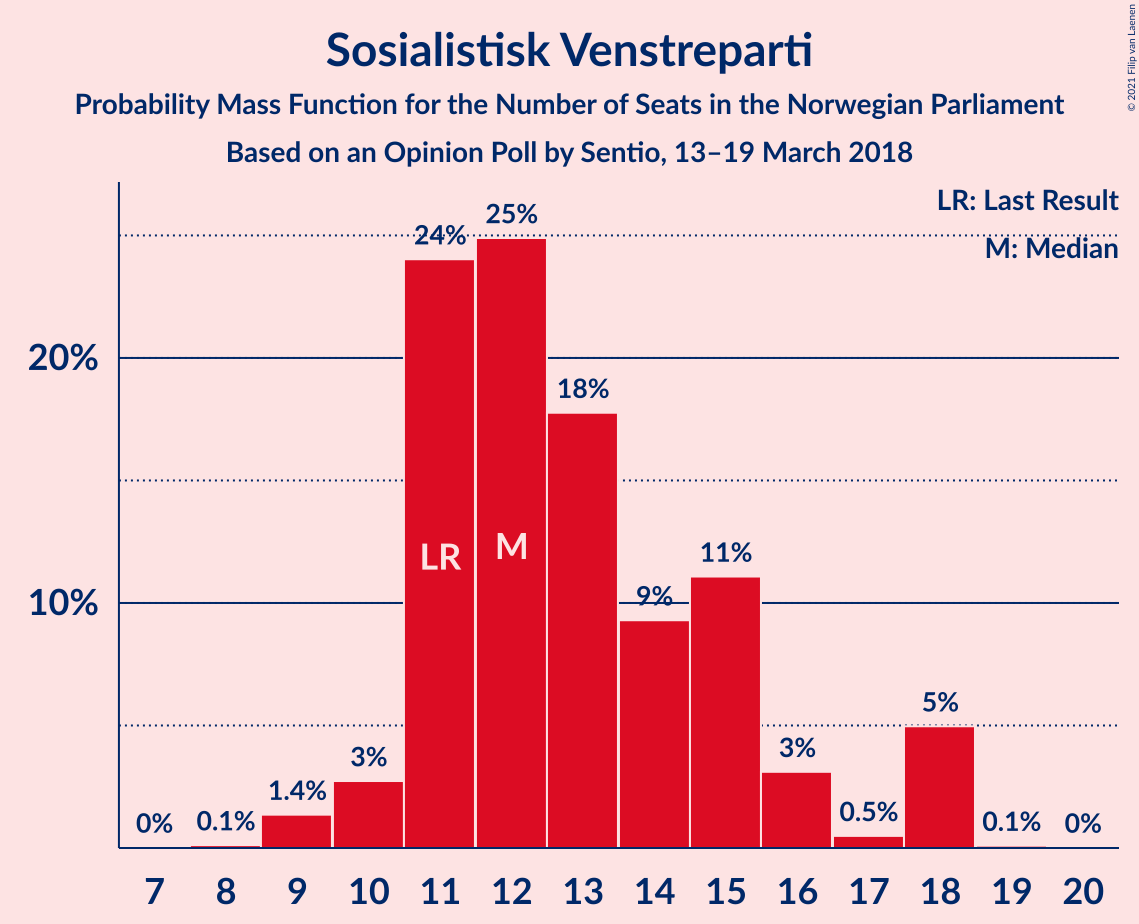 Sosialistisk Venstreparti
Probability Mass Function for the Number of Seats in the Norwegian Parliament
Based on an Opinion Poll by Sentio, 13–19 March 2018
© 2021 Filip van Laenen
LR: Last Result
M: Median
20%
10%
0%
0.1%
1.4%
3%
24%
25%
18%
9%
11%
3%
0.5%
5%
0.1%
0%
LR
M
7 8 9 10 11 12 13 14 15 16 17 18 19 20